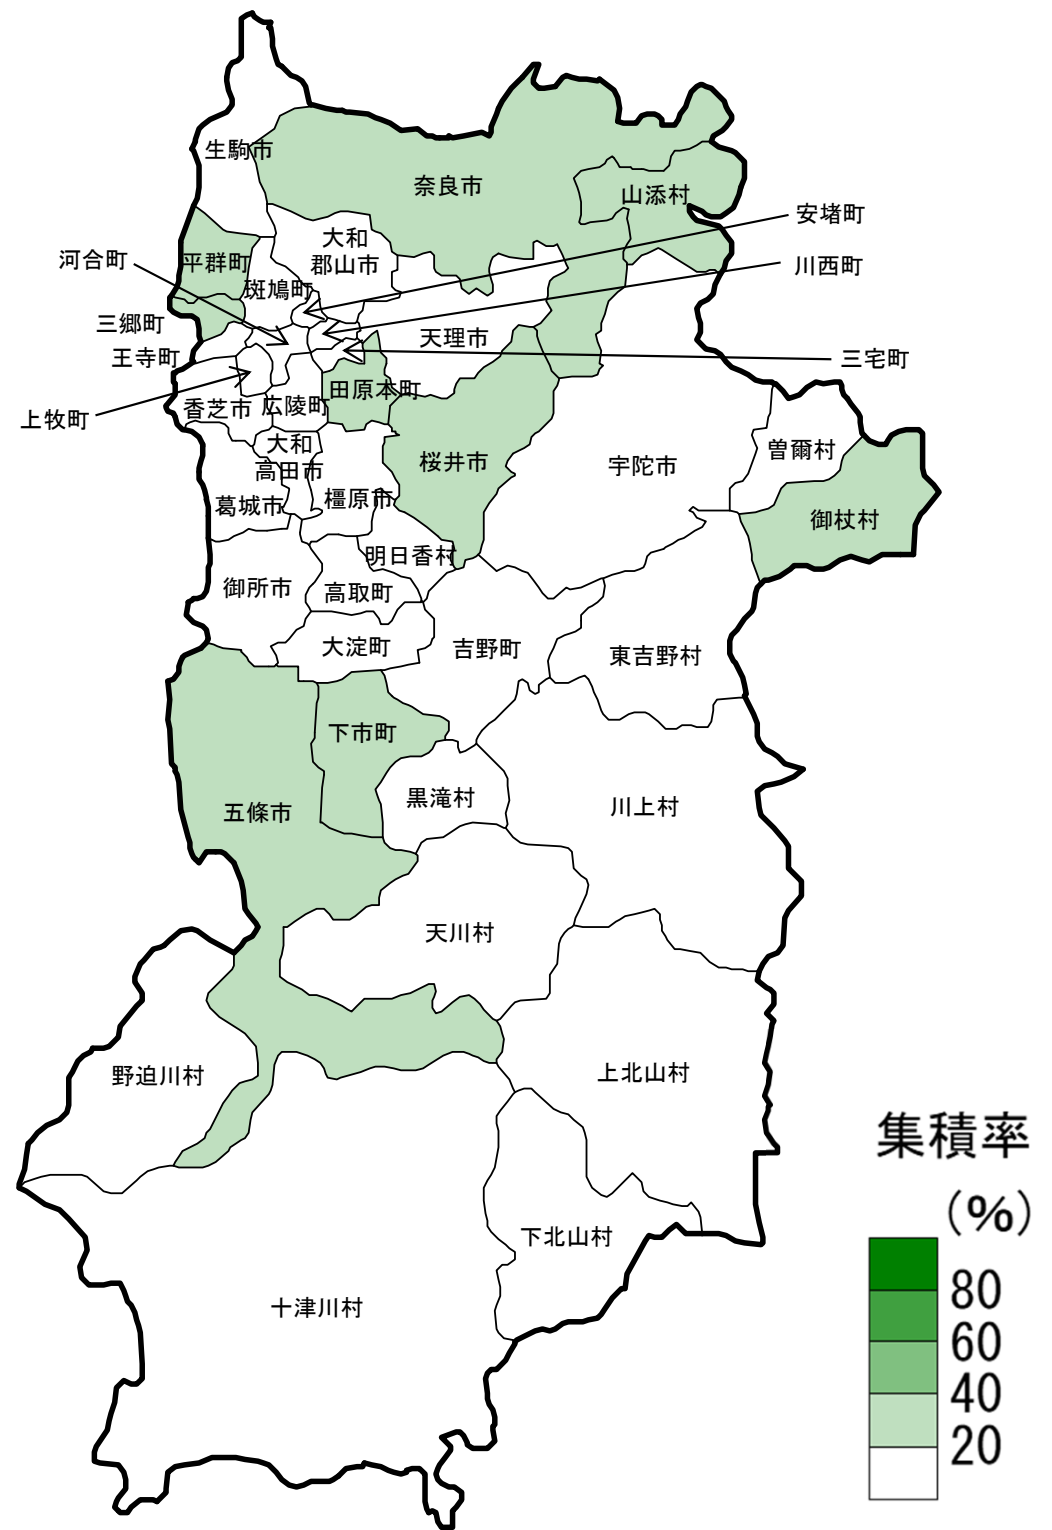 生駒市
奈良市
山添村
安堵町
大和
郡山市
河合町
平群町
川西町
斑鳩町
三郷町
天理市
王寺町
三宅町
田原本町
上牧町
香芝市
広陵町
大和
高田市
桜井市
宇陀市
曽爾村
葛城市
橿原市
御杖村
明日香村
御所市
高取町
大淀町
吉野町
東吉野村
下市町
黒滝村
川上村
五條市
天川村
野迫川村
上北山村
下北山村
十津川村
集積率
(%)
80
60
40
20